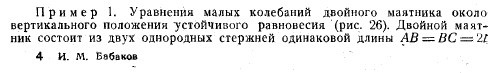 Пример 1. Уравнения малых колебаний двойного маятника около
вертикального положения устойчивого равновесия (рис. 26). Двойной маят-
ник состоит из двух однородных стержней одинаковой длины AB = BC = 2l
4 И. М. Бабаков